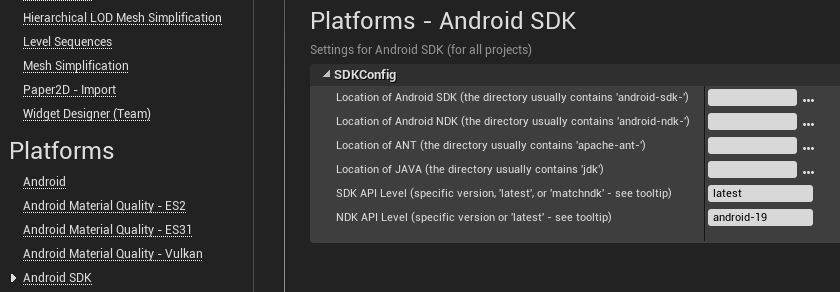 Hierarchical LOD Mesh Simplification
Level Sequences
Mesh Simplification
Paper2D - Import
Widget Designer (Team)
Platforms
Android
Android Material Quality - ES2
Android Material Quality - ES31
Android Material Quality - Vulkan
Android SDK
Platforms - Android SDK
Settings for Android SDK (for all projects)
SDKConfig
Location of Android SDK (the directory usually contains 'android-sdk-')
Location of Android NDK (the directory usually contains 'android-ndk-')
Location of ANT (the directory usually contains 'apache-ant-')
Location of JAVA (the directory usually contains 'jdk')
SDK API Level (specific version, 'latest', or 'matchndk' - see tooltip) latest
NDK API Level (specific version or 'latest' - see tooltip) android-19